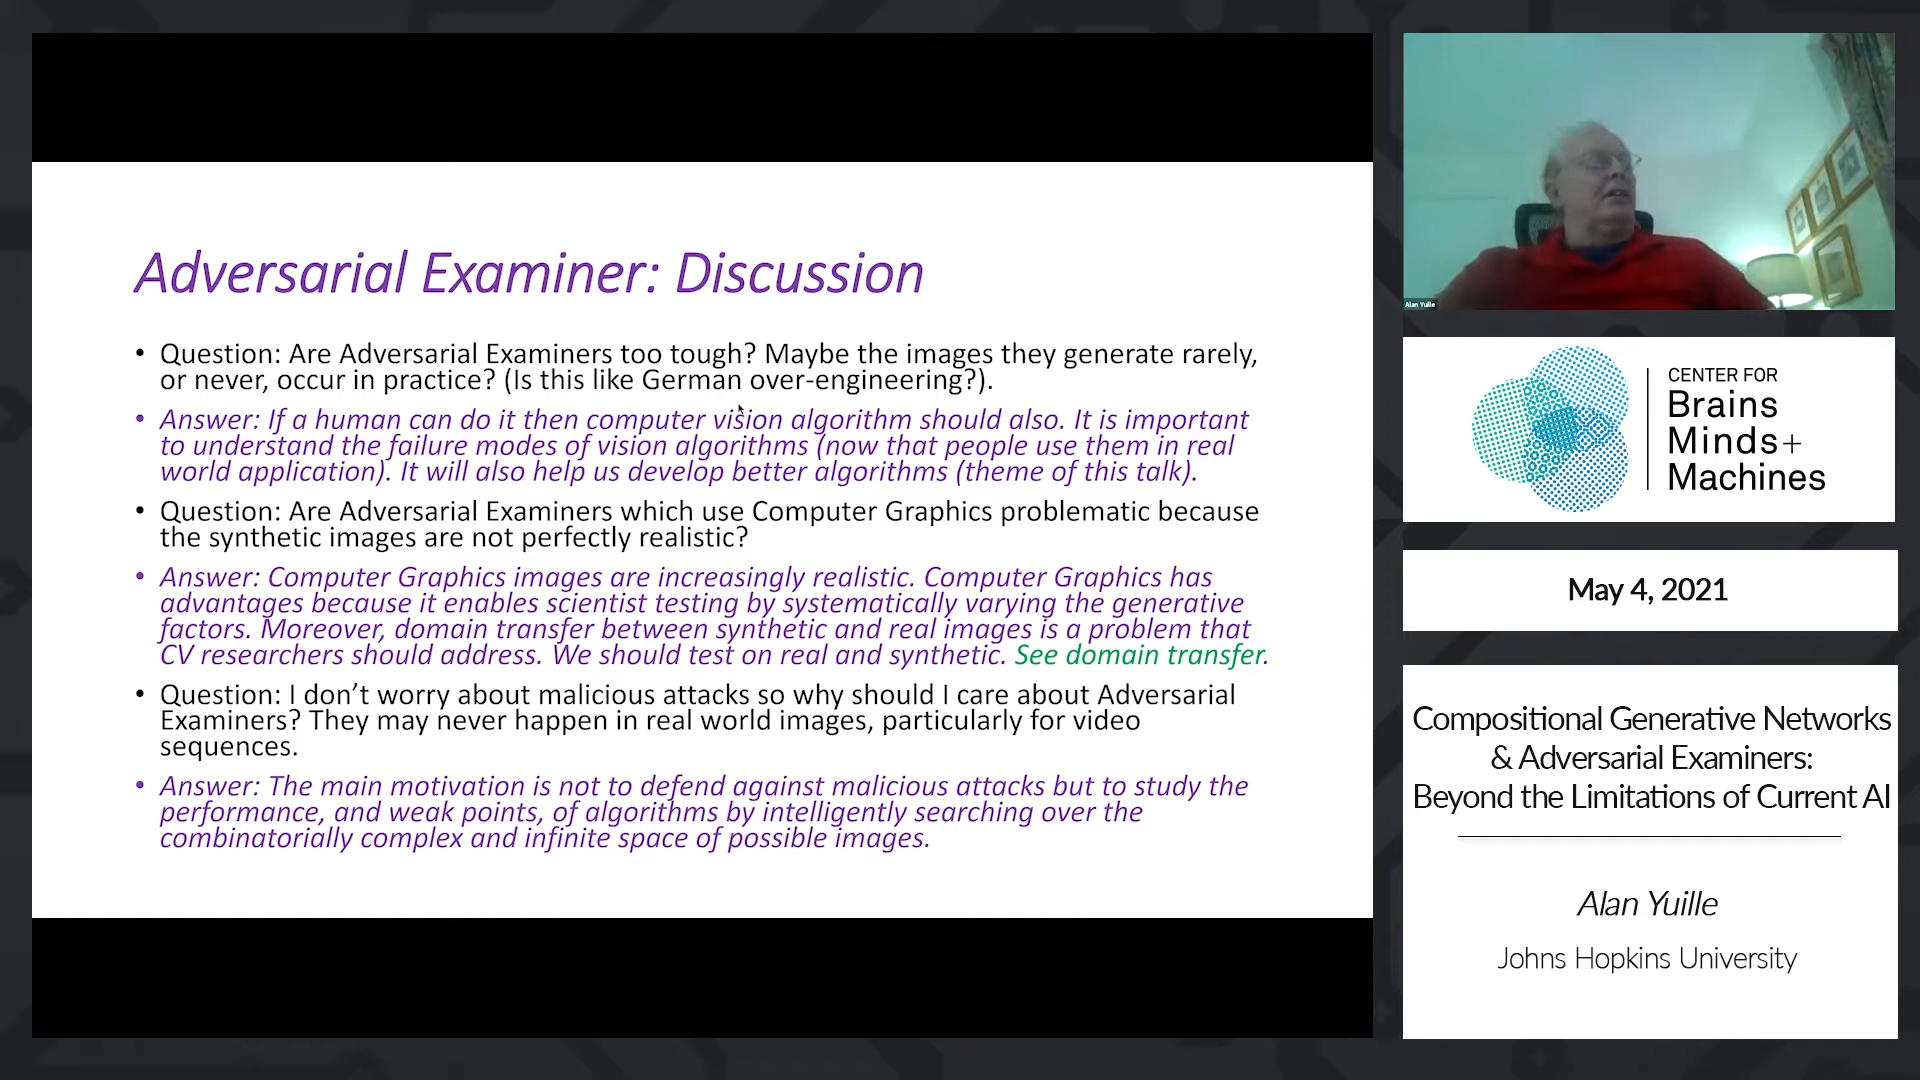 Adversarial Examiner: Discussion
• Question: Are Adversarial Examiners too tough? Maybe the images they generate rarely,
or never, occur in practice? (Is this like German over-engineering?).
• Answer: If a human can do it then computer vision algorithm should also. It is important
to understand the failure modes of vision algorithms (now that people use them in real
world application). It will also help us develop better algorithms (theme of this talk).
• Question: Are Adversarial Examiners which use Computer Graphics problematic because
the synthetic images are not perfectly realistic?
• Answer: Computer Graphics images are increasingly realistic. Computer Graphics has
advantages because it enables scientist testing by systematically varying the generative
factors. Moreover, domain transfer between synthetic and real images is a problem that
CV researchers should address. We should test on real and synthetic. See domain transfer.
• Question: I don’t worry about malicious attacks so why should I care about Adversarial
Examiners? They may never happen in real world images, particularly for video
sequences.
• Answer: The main motivation is not to defend against malicious attacks but to study the
performance, and weak points, of algorithms by intelligently searching over the
combinatorially complex and infinite space of possible images.
Alan Yuille
CENTER FOR
Brains
Minds+
Machines
May 4, 2021
Compositional Generative Networks
& Adversarial Examiners:
Beyond the Limitations of Current AI
Alan Yuille
Johns Hopkins University